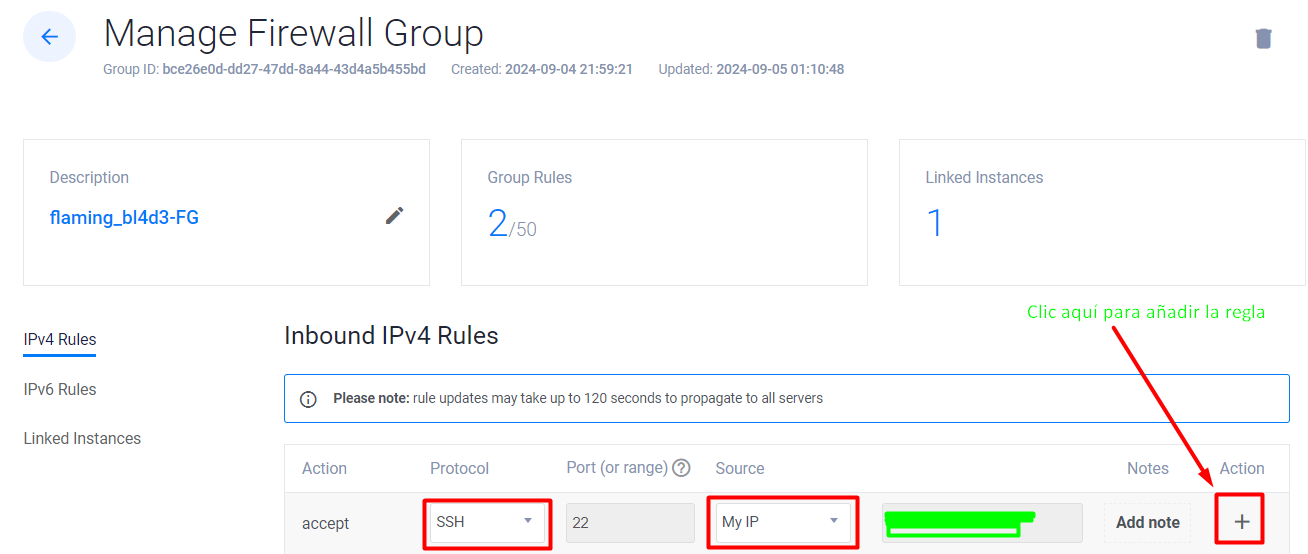 Manage Firewall Group
Group ID: bce26e0d-dd27-47dd-8a44-43d4a5b455bd Created: 2024-09-04 21:59:21 Updated: 2024-09-05 01:10:48
Description
flaming_bl4d3-FG
Group Rules
2/50
Linked Instances
1
Clic aquí para añadir la regla
IPv4 Rules
IPv6 Rules
Linked Instances
Inbound IPv4 Rules
Please note: rule updates may take up to 120 seconds to propagate to all servers
Action Protocol Port (or range) ? Source Notes Action
accept SSH 22 My IP Add note +